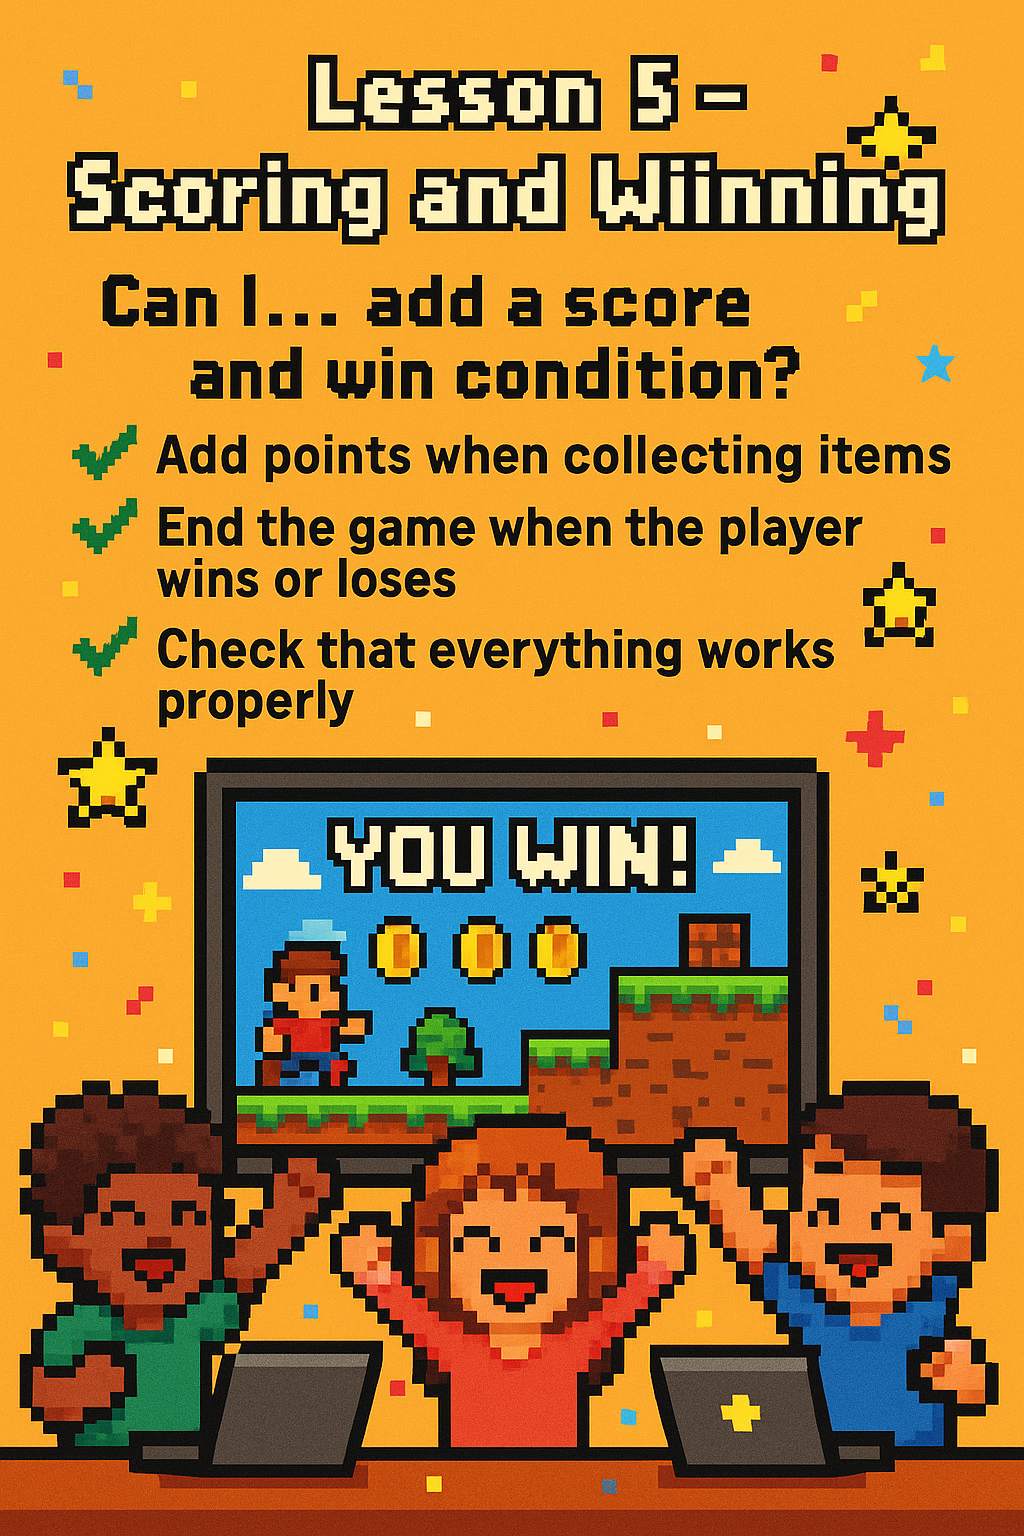 Lesson 5 –
Scoring and Wiinning
Can I... add a score
and win condition?
Add points when collecting items
End the game when the player
wins or loses
Check that everything works
properly
YOU WIN!